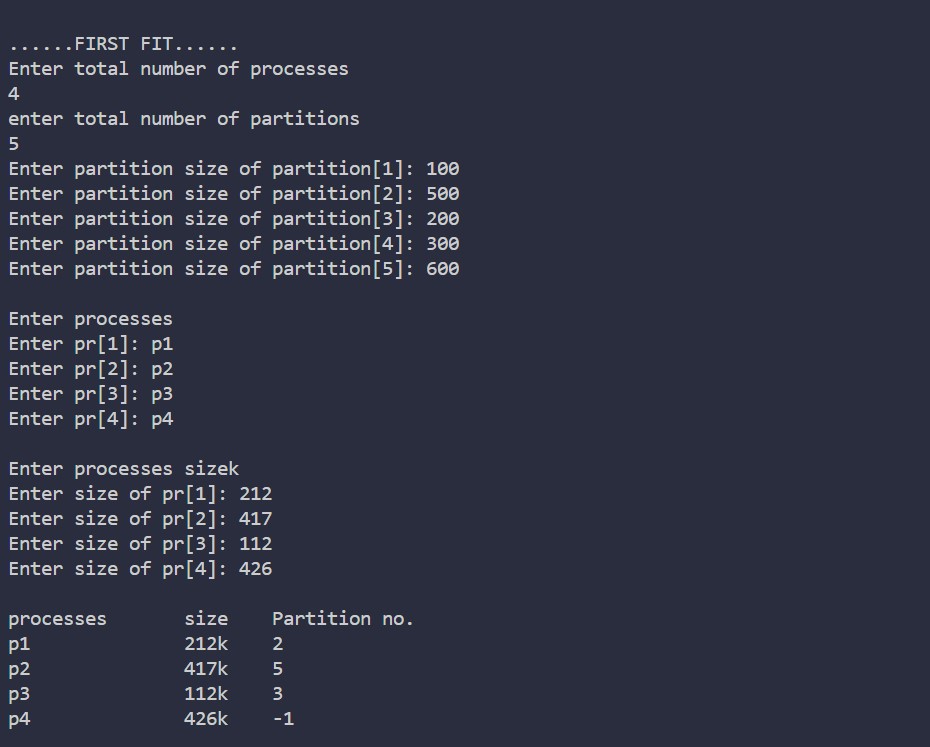 ......FIRST FIT......
Enter total number of processes
4
enter total number of partitions
5
Enter partition size of partition[1]: 100
Enter partition size of partition[2]: 500
Enter partition size of partition[3]: 200
Enter partition size of partition[4]: 300
Enter partition size of partition[5]: 600
Enter processes
Enter pr[1]: p1
Enter pr[2]: p2
Enter pr[3]: p3
Enter pr[4]: p4
Enter processes sizek
Enter size of pr[1]: 212
Enter size of pr[2]: 417
Enter size of pr[3]: 112
Enter size of pr[4]: 426
processes size Partition no.
p1 212k 2
p2 417k 5
p3 112k 3
p4 426k -1